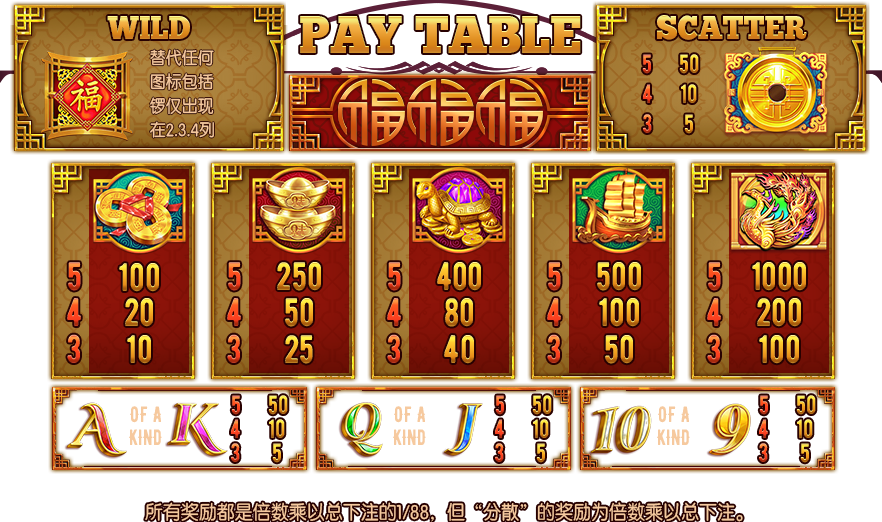 WILD
福
替代任何
图标包括
锣仅出现
在2.3.4列
PAY TABLE
福福福
SCATTER
5 50
4 10
3 5
5 100
4 20
3 10
5 250
4 50
3 25
5 400
4 80
3 40
5 500
4 100
3 50
5 1000
4 200
3 100
A OF A KIND K
5 50
4 10
3 5
Q OF A KIND J
5 50
4 10
3 5
10 OF A KIND 9
5 50
4 10
3 5
所有奖励都是倍数乘以总下注的1/88，但“分散”的奖励为倍数乘以总下注。